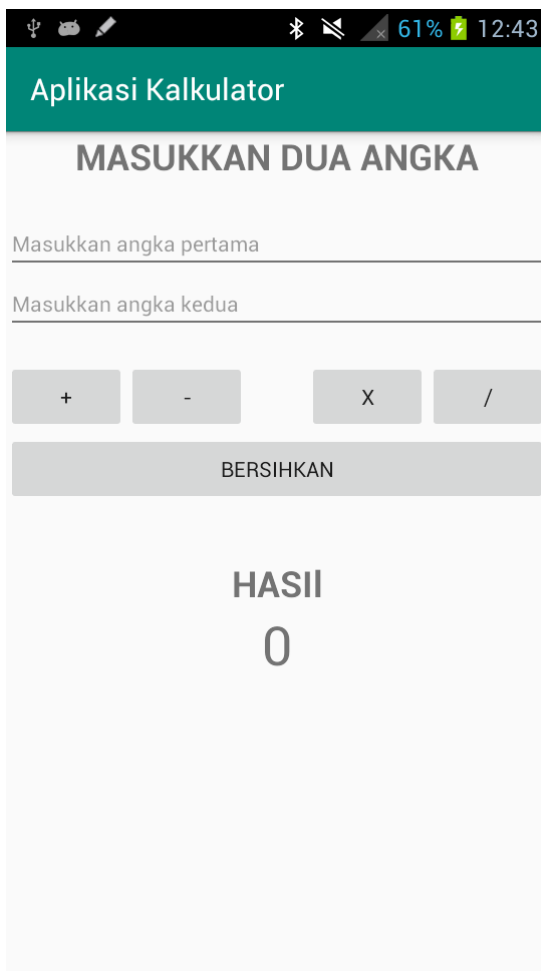 61% 12:43
Aplikasi Kalkulator
MASUKKAN DUA ANGKA
Masukkan angka pertama
Masukkan angka kedua
+ - X /
BERSIHKAN
HASIl
0